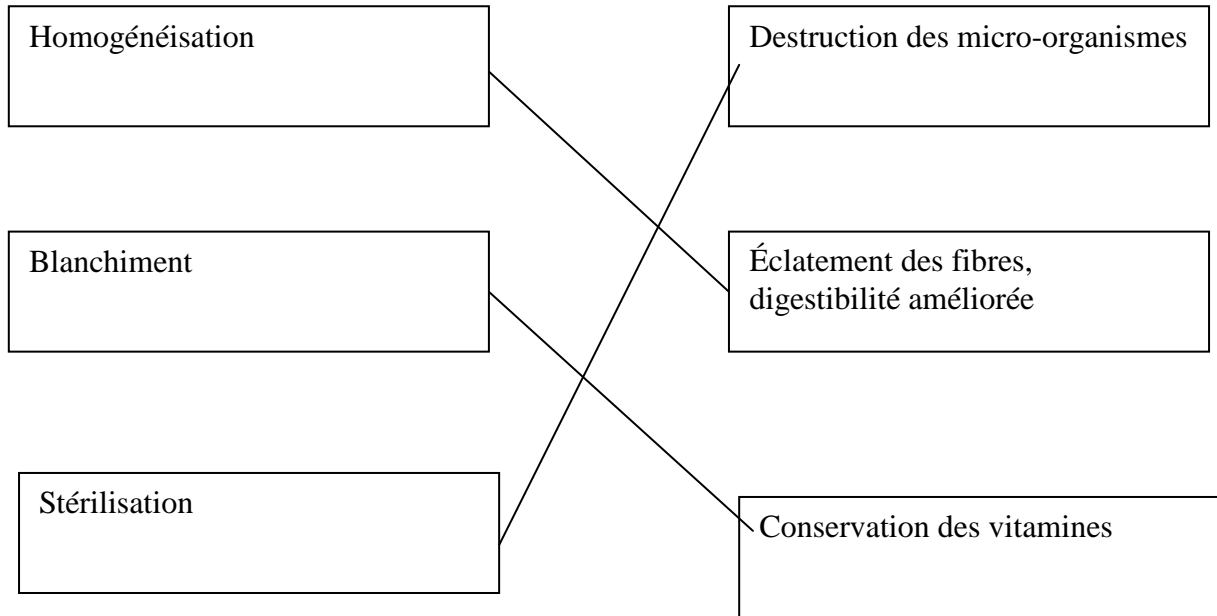 Homogénéisation
Destruction des micro-organismes
Blanchiment
Éclatement des fibres,
digestibilité améliorée
Stérilisation
Conservation des vitamines